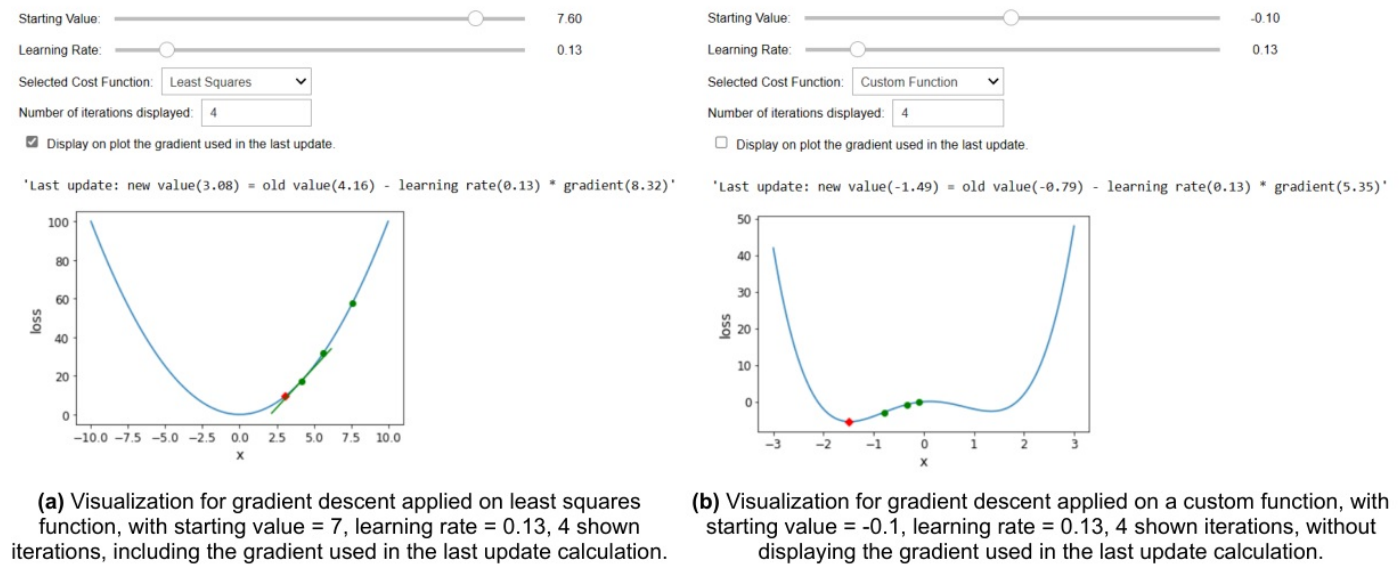 Starting Value: 7.60
Learning Rate: 0.13
Selected Cost Function: Least Squares
Number of iterations displayed: 4
Display on plot the gradient used in the last update.
'Last update: new value(3.08) = old value(4.16) - learning rate(0.13) * gradient(8.32)'
100
80
60
40
20
0
loss
−10.0 −7.5 −5.0 −2.5 0.0 2.5 5.0 7.5 10.0
x
(a) Visualization for gradient descent applied on least squares
function, with starting value = 7, learning rate = 0.13, 4 shown
iterations, including the gradient used in the last update calculation.
Starting Value: -0.10
Learning Rate: 0.13
Selected Cost Function: Custom Function
Number of iterations displayed: 4
Display on plot the gradient used in the last update.
'Last update: new value(-1.49) = old value(-0.79) - learning rate(0.13) * gradient(5.35)'
50
40
30
20
10
0
loss
−3 −2 −1 0 1 2 3
x
(b) Visualization for gradient descent applied on a custom function, with
starting value = -0.1, learning rate = 0.13, 4 shown iterations, without
displaying the gradient used in the last update calculation.